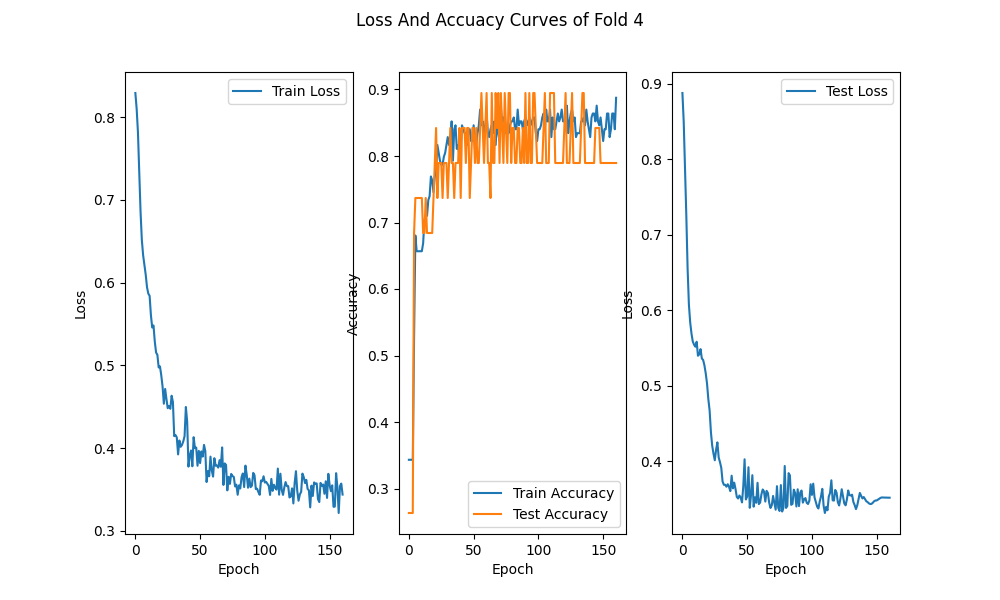 Loss And Accuacy Curves of Fold 4
Train Loss
0.8
0.7
0.6
0.5
0.4
0.3
Loss
0 50 100 150
Epoch
0.9
0.8
0.7
0.6
0.5
0.4
0.3
Accuracy
Train Accuracy
Test Accuracy
0 50 100 150
Epoch
Test Loss
0.9
0.8
0.7
0.6
0.5
0.4
Loss
0 50 100 150
Epoch